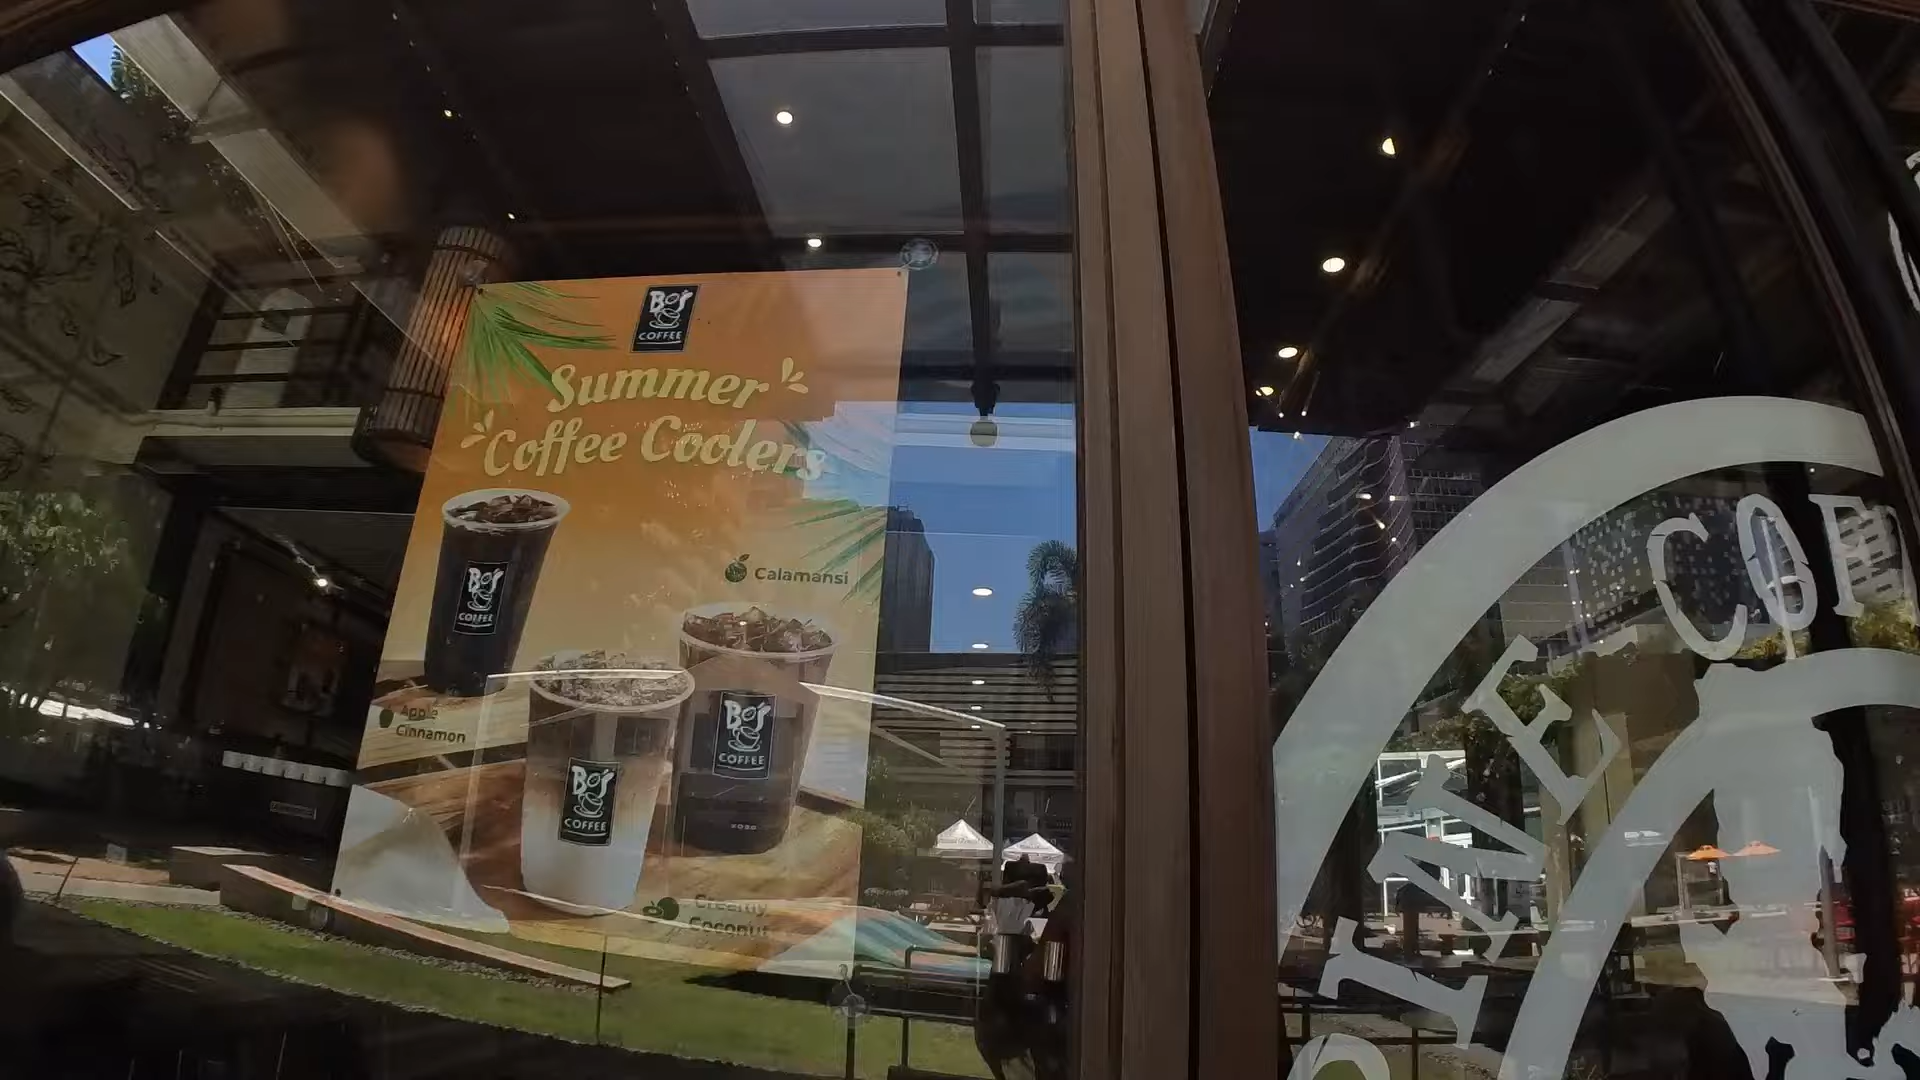 Bo's
COFFEE
Summer
Coffee Coolers
Bo's
COFFEE
Calamansi
Apple
Cinnamon
Bo's
COFFEE
Bo's
COFFEE
Creamy
Coconut